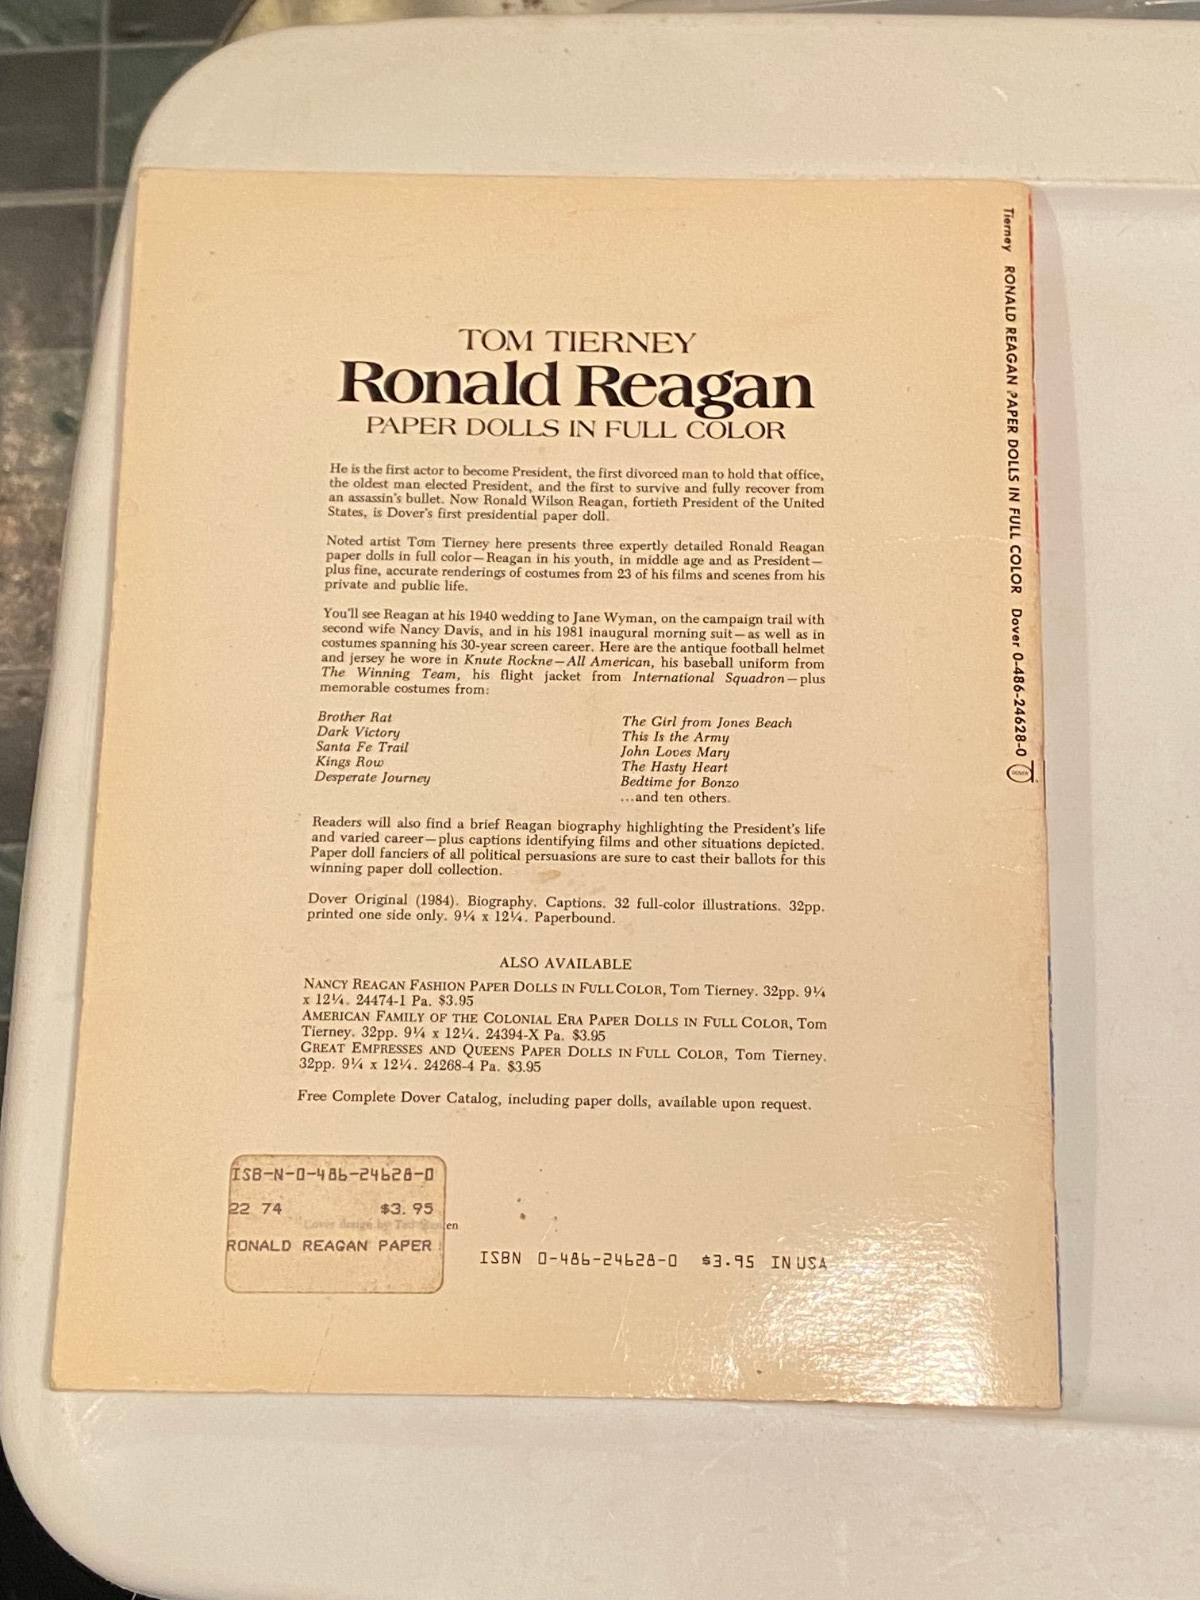 TOM TIERNEY
Ronald Reagan
PAPER DOLLS IN FULL COLOR
He is the first actor to become President, the first divorced man to hold that office,
the oldest man elected President, and the first to survive and fully recover from
an assassin's bullet. Now Ronald Wilson Reagan, fortieth President of the United
States, is Dover's first presidential paper doll.
Noted artist Tom Tierney here presents three expertly detailed Ronald Reagan
paper dolls in full color—Reagan in his youth, in middle age and as President—
plus fine, accurate renderings of costumes from 23 of his films and scenes from his
private and public life.
You'll see Reagan at his 1940 wedding to Jane Wyman, on the campaign trail with
second wife Nancy Davis, and in his 1981 inaugural morning suit—as well as in
costumes spanning his 30-year screen career. Here are the antique football helmet
and jersey he wore in Knute Rockne—All American, his baseball uniform from
The Winning Team, his flight jacket from International Squadron—plus
memorable costumes from:
Brother Rat
Dark Victory
Santa Fe Trail
Kings Row
Desperate Journey
The Girl from Jones Beach
This Is the Army
John Loves Mary
The Hasty Heart
Bedtime for Bonzo
...and ten others.
Readers will also find a brief Reagan biography highlighting the President's life
and varied career—plus captions identifying films and other situations depicted.
Paper doll fanciers of all political persuasions are sure to cast their ballots for this
winning paper doll collection.
Dover Original (1984). Biography. Captions. 32 full-color illustrations. 32pp.
printed one side only. 9¼ x 12¼. Paperbound.
ALSO AVAILABLE
NANCY REAGAN FASHION PAPER DOLLS IN FULL COLOR, Tom Tierney. 32pp. 9¼
x 12¼. 24474-1 Pa. $3.95
AMERICAN FAMILY OF THE COLONIAL ERA PAPER DOLLS IN FULL COLOR, Tom
Tierney. 32pp. 9¼ x 12¼. 24394-X Pa. $3.95
GREAT EMPRESSES AND QUEENS PAPER DOLLS IN FULL COLOR, Tom Tierney.
32pp. 9¼ x 12¼. 24268-4 Pa. $3.95
Free Complete Dover Catalog, including paper dolls, available upon request.
ISB-N-0-486-24628-0
22 74 $3.95
Cover design by Ted
RONALD REAGAN PAPER
ISBN 0-486-24628-0 $3.95 IN USA
Tierney RONALD REAGAN PAPER DOLLS IN FULL COLOR Dover 0-486-24628-0
DOVER